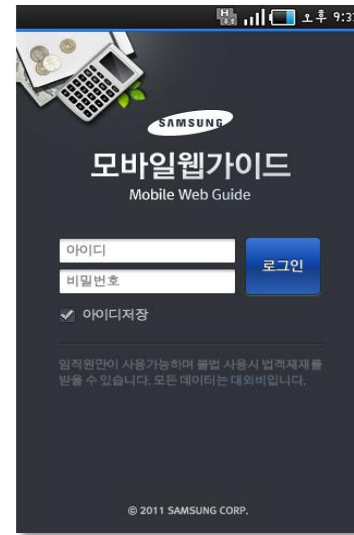 오후 9:3
SAMSUNG
모바일웹가이드
Mobile Web Guide
아이디
비밀번호
로그인
아이디저장
임직원만이 사용가능하며 불법 사용시 법적제재를
받을 수 있습니다. 모든 데이터는 대외비입니다.
© 2011 SAMSUNG CORP.